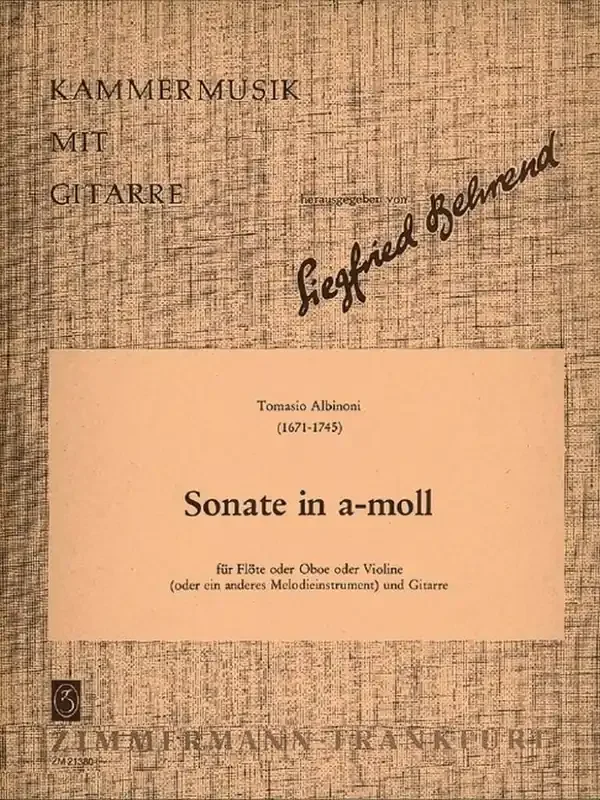 KAMMERMUSIK
MIT
GITARRE
herausgegeben von
Siegfried Behrend
Tomasio Albinoni
(1671-1745)
Sonate in a-moll
für Flöte oder Oboe oder Violine
(oder ein anderes Melodieinstrument) und Gitarre
ZIMMERMANN · FRANKFURT
ZM 21380